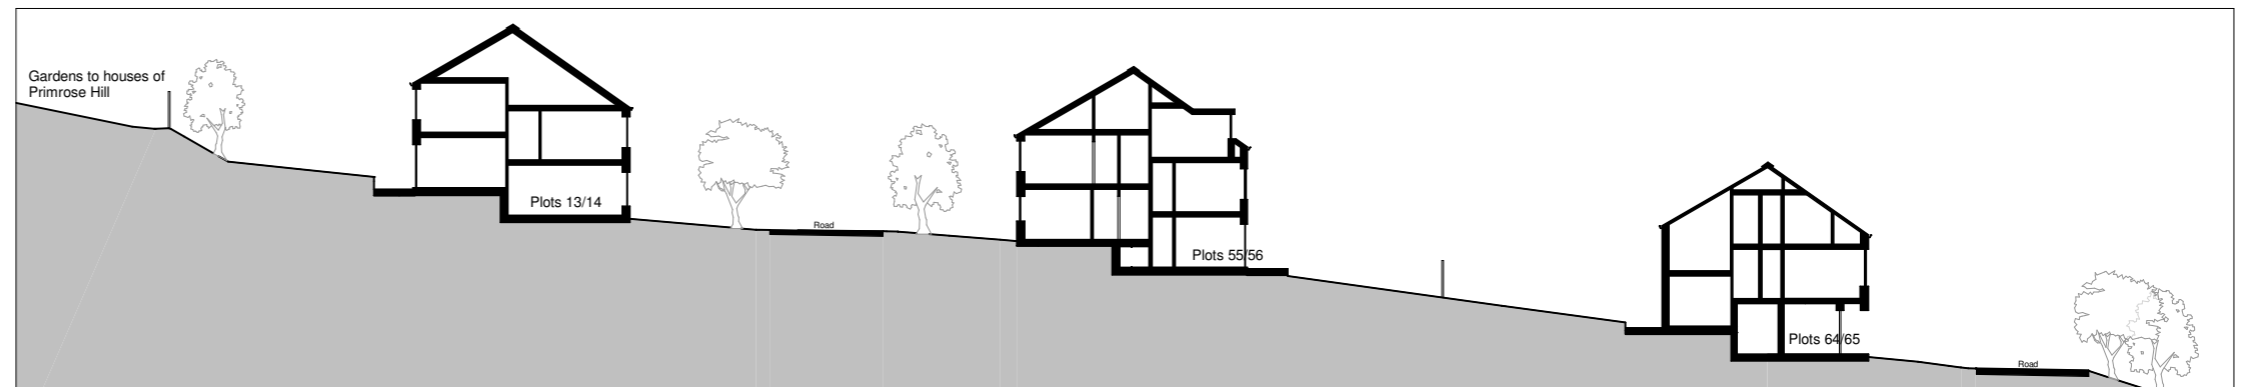 Gardens to houses of
Primrose Hill
Plots 13/14
Road
Plots 55/56
Plots 64/65
Road